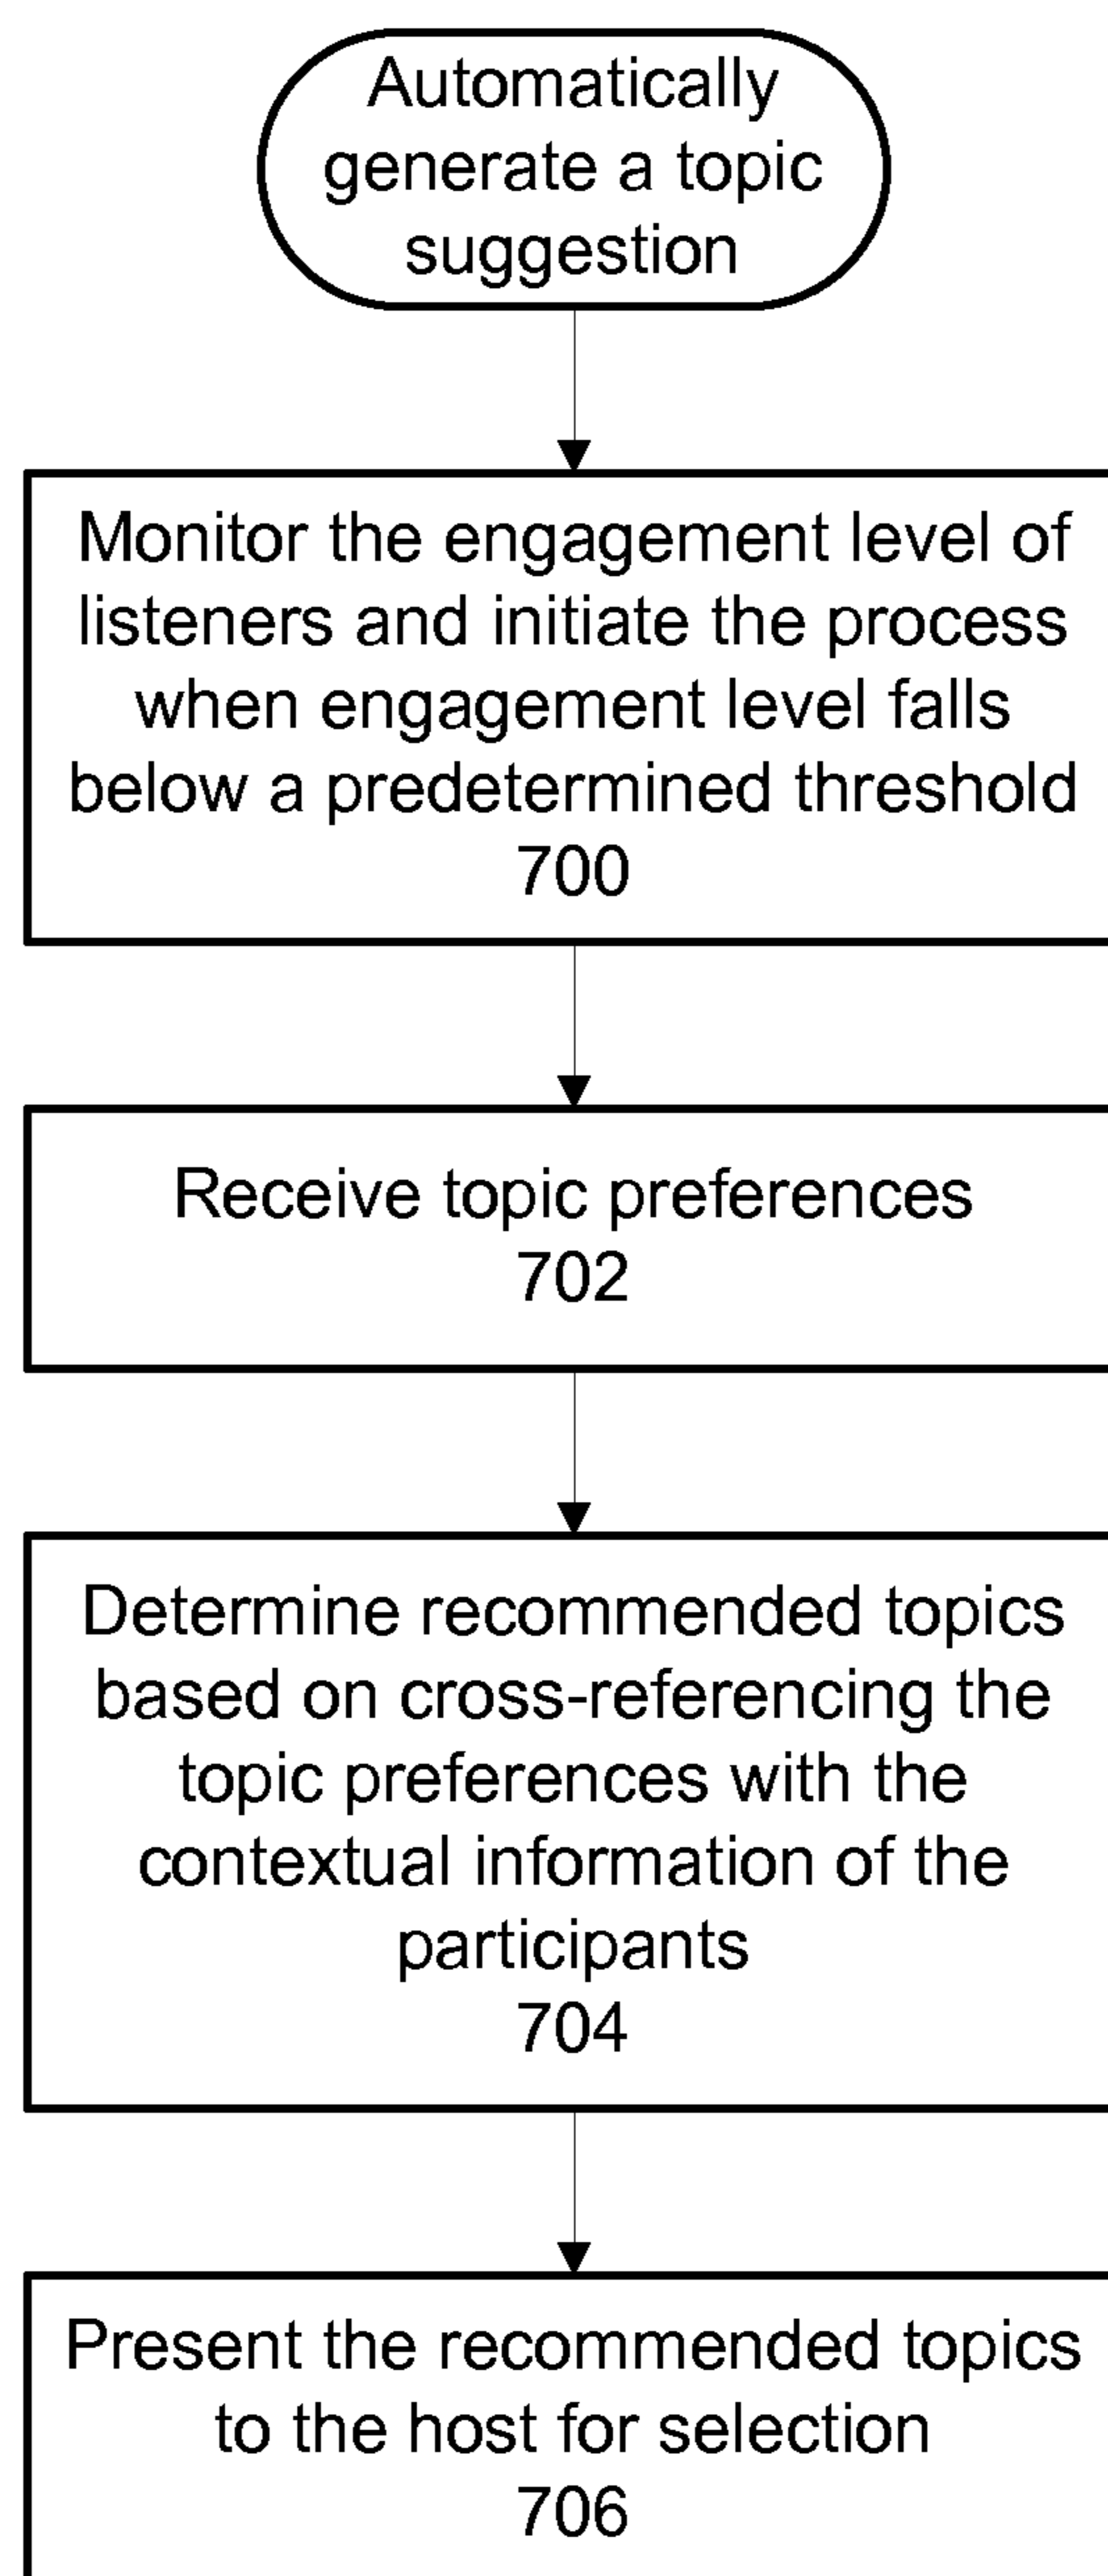 Automatically
generate a topic
suggestion
Monitor the engagement level of
listeners and initiate the process
when engagement level falls
below a predetermined threshold
700
Receive topic preferences
702
Determine recommended topics
based on cross-referencing the
topic preferences with the
contextual information of the
participants
704
Present the recommended topics
to the host for selection
706